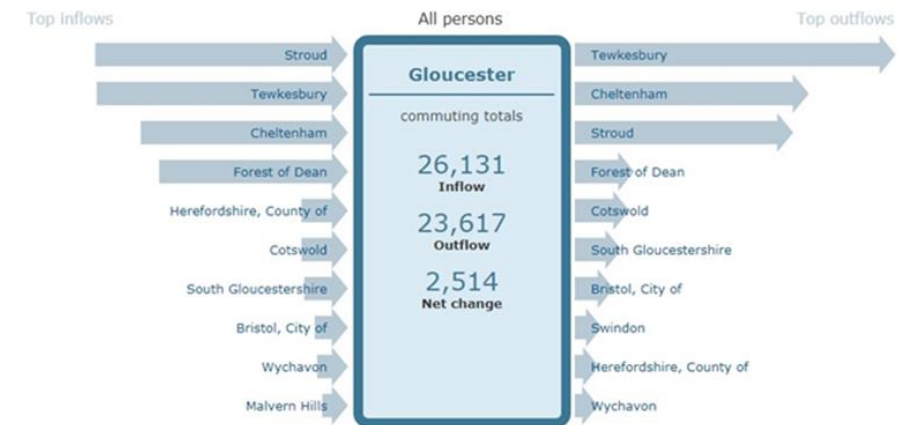 Top inflows
All persons
Top outflows
Stroud
Tewkesbury
Cheltenham
Forest of Dean
Herefordshire, County of
Cotswold
South Gloucestershire
Bristol, City of
Wychavon
Malvern Hills
Gloucester
commuting totals
26,131
Inflow
23,617
Outflow
2,514
Net change
Tewkesbury
Cheltenham
Stroud
Forest of Dean
Cotswold
South Gloucestershire
Bristol, City of
Swindon
Herefordshire, County of
Wychavon